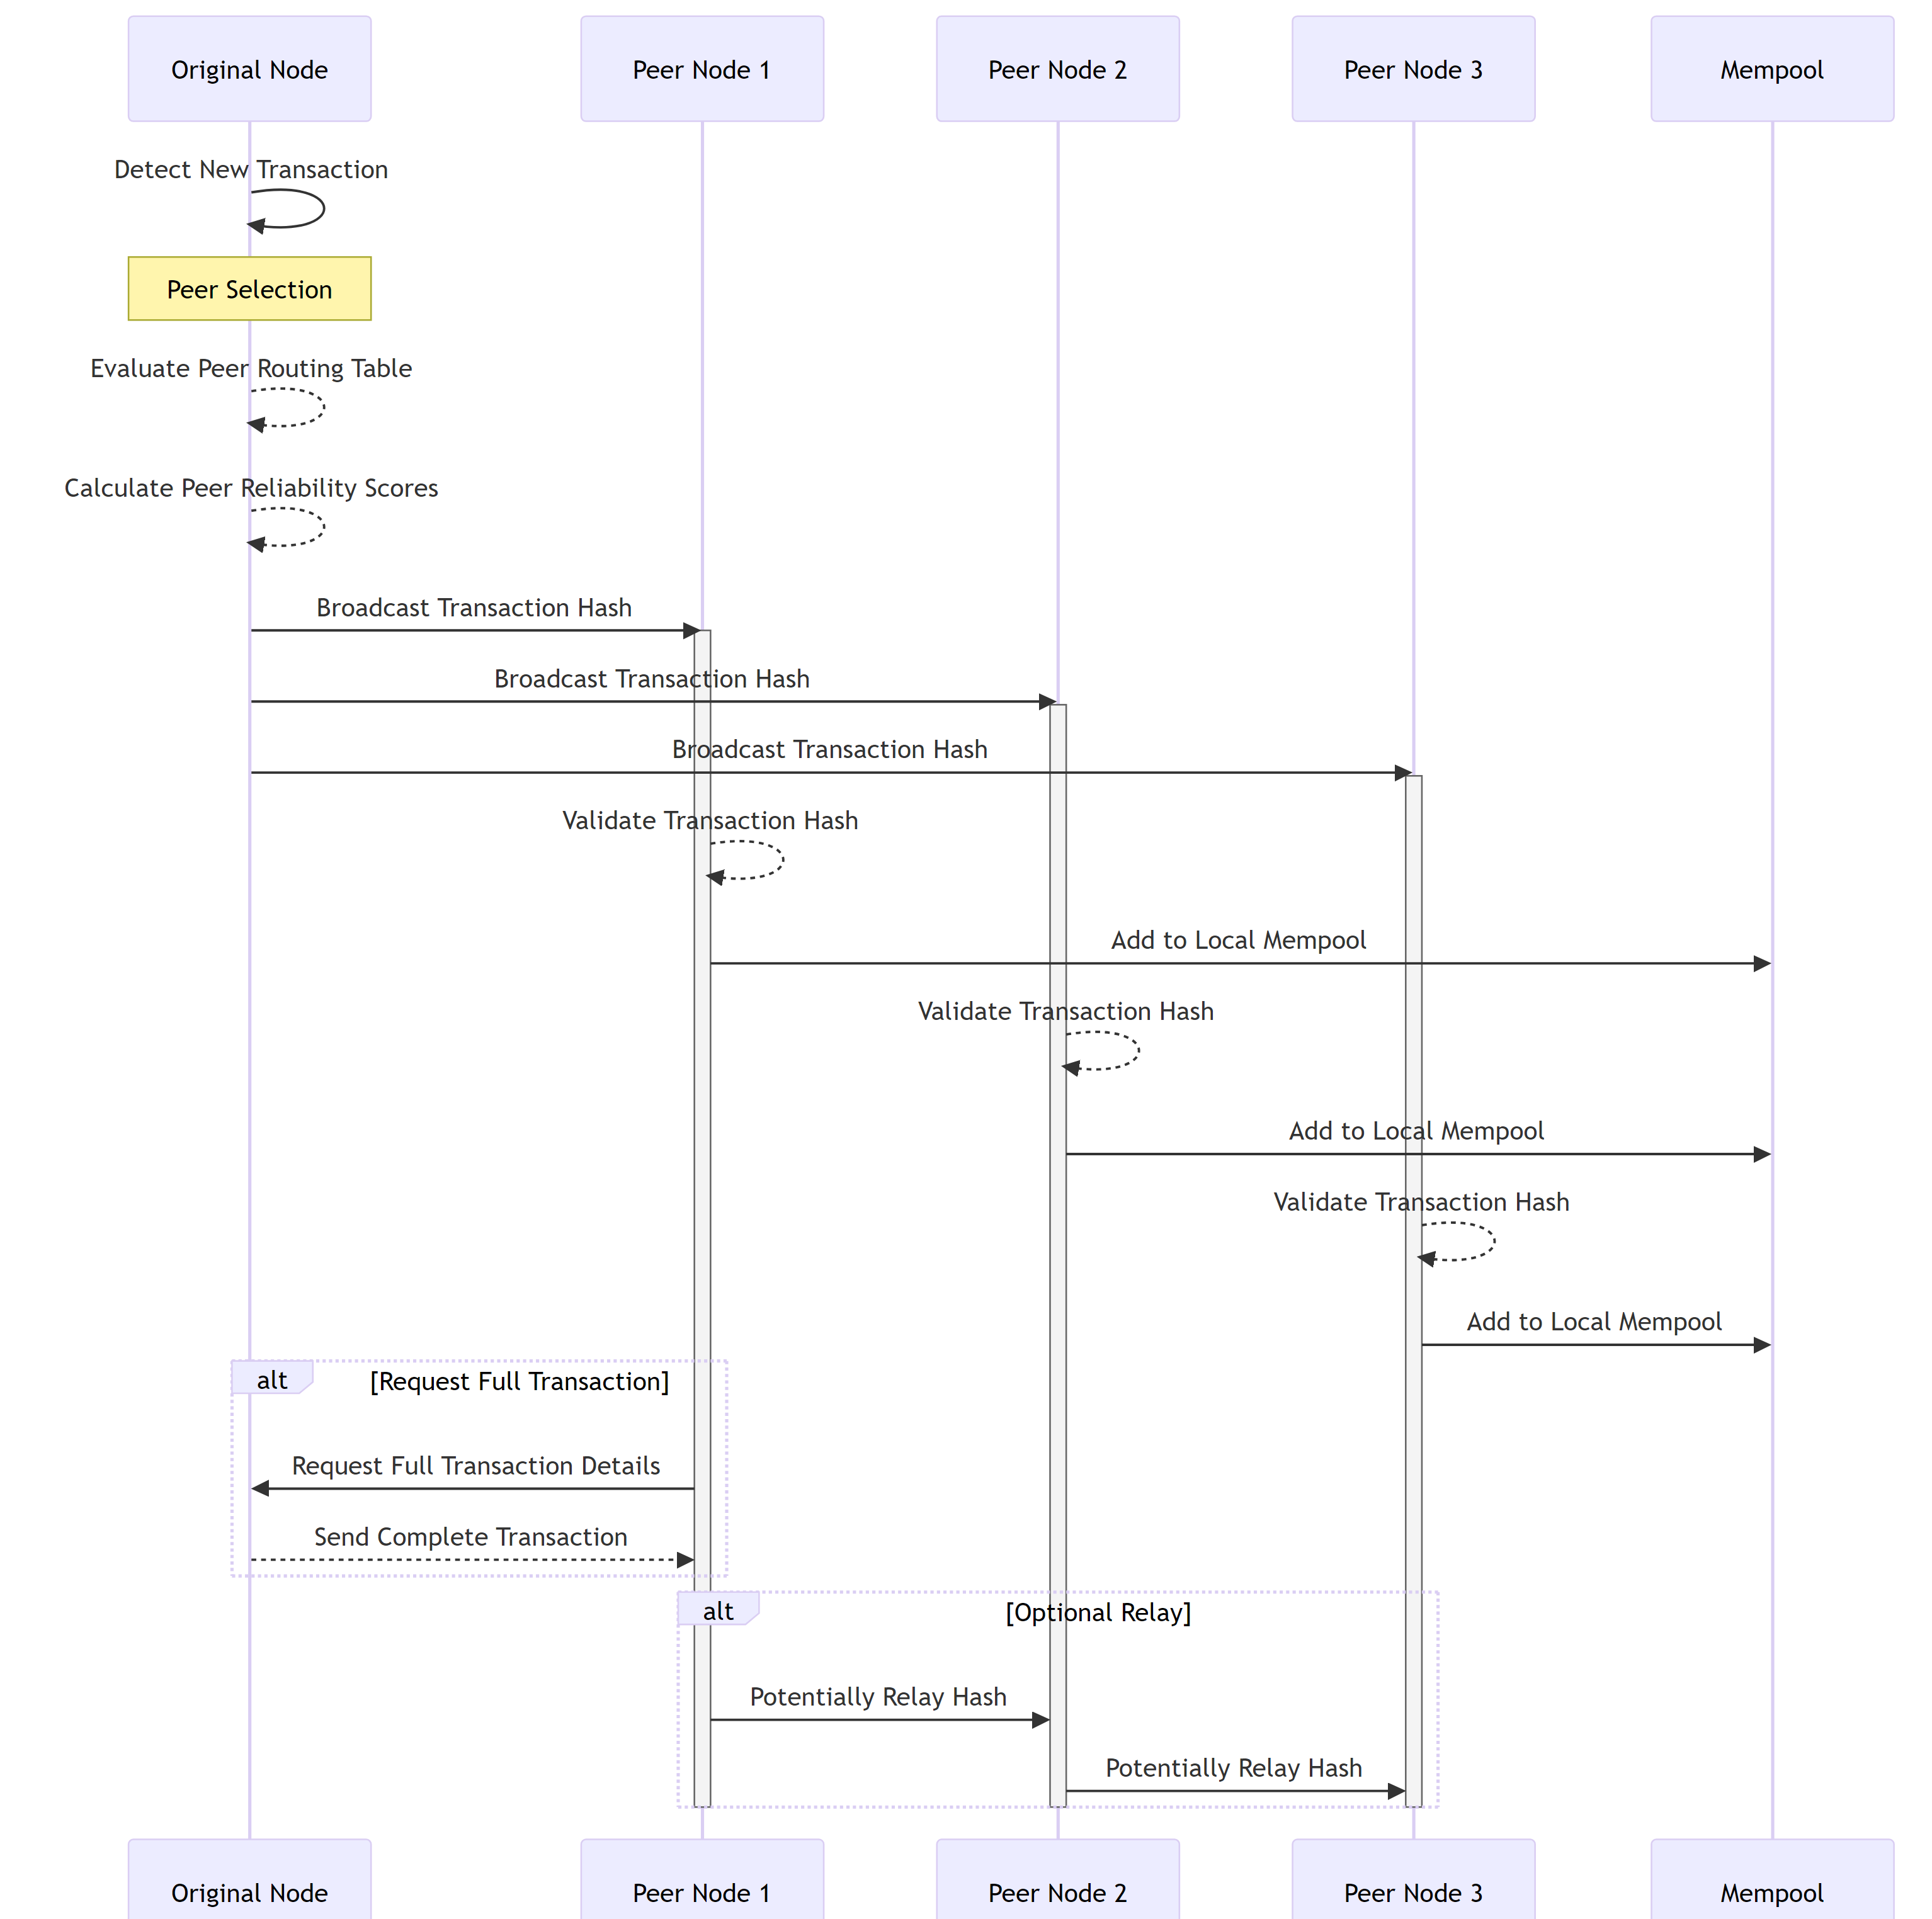 Original Node
Peer Node 1
Peer Node 2
Peer Node 3
Mempool
Detect New Transaction
Peer Selection
Evaluate Peer Routing Table
Calculate Peer Reliability Scores
Broadcast Transaction Hash
Broadcast Transaction Hash
Broadcast Transaction Hash
Validate Transaction Hash
Add to Local Mempool
Validate Transaction Hash
Add to Local Mempool
Validate Transaction Hash
Add to Local Mempool
alt
[Request Full Transaction]
Request Full Transaction Details
Send Complete Transaction
alt
[Optional Relay]
Potentially Relay Hash
Potentially Relay Hash
Original Node
Peer Node 1
Peer Node 2
Peer Node 3
Mempool